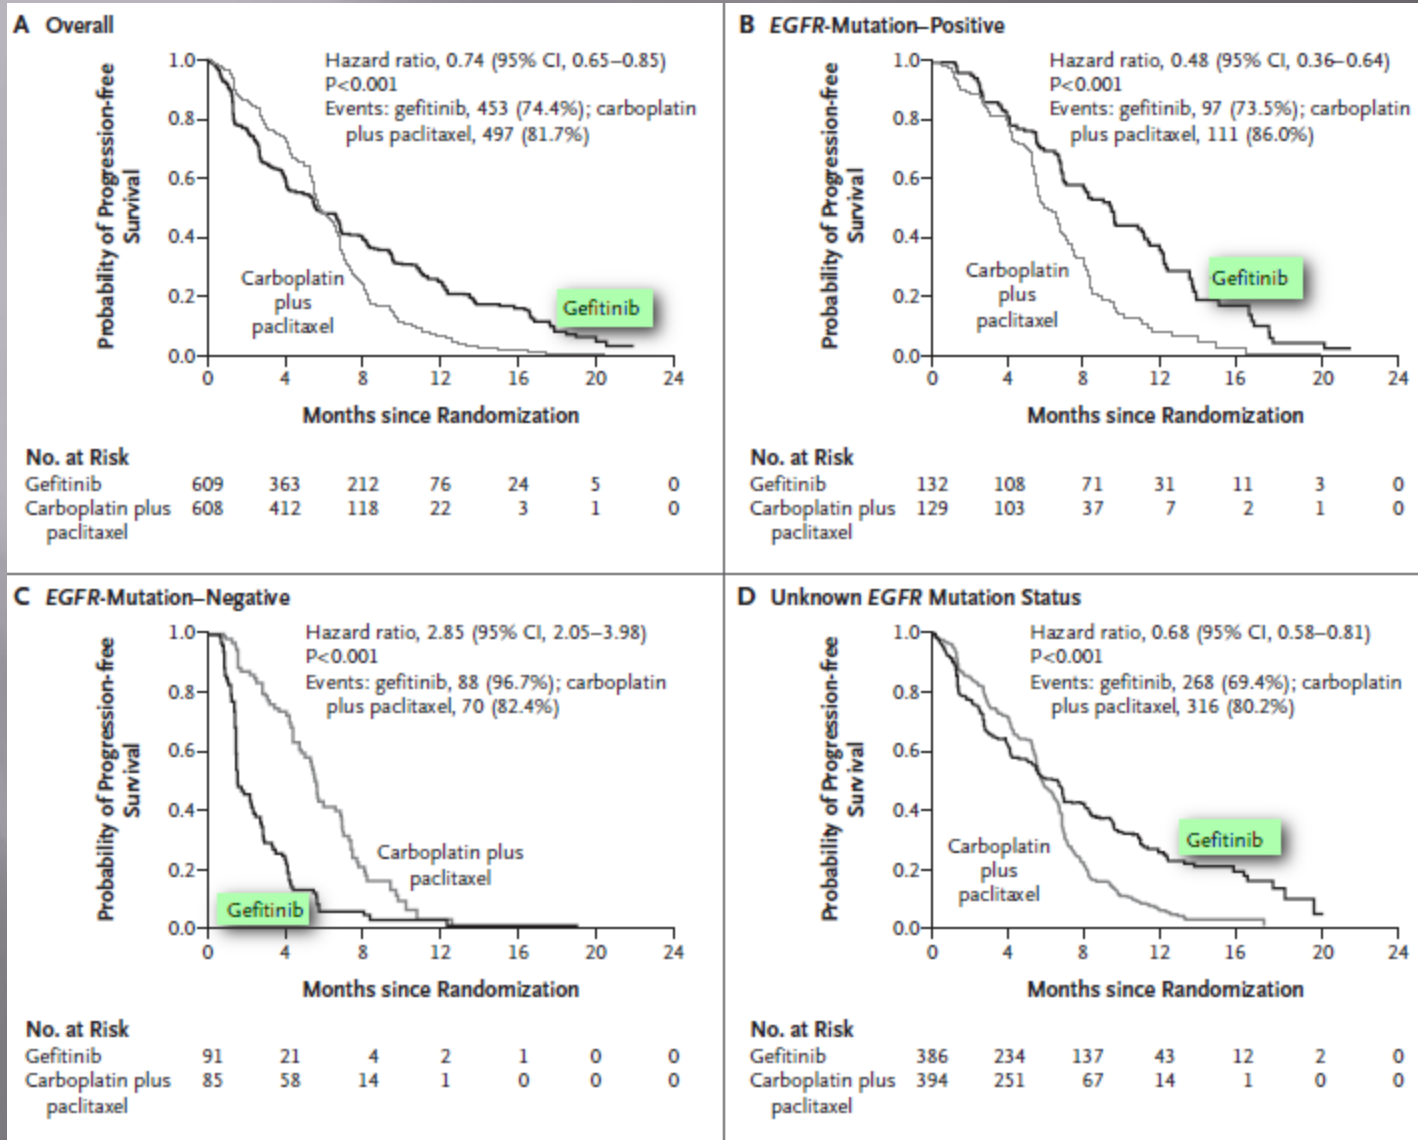 A Overall
Hazard ratio, 0.74 (95% CI, 0.65–0.85)
P<0.001
Events: gefitinib, 453 (74.4%); carboplatin
plus paclitaxel, 497 (81.7%)
Probability of Progression-free
Survival
1.0
0.8
0.6
0.4
0.2
0.0
Carboplatin
plus
paclitaxel
Gefitinib
0 4 8 12 16 20 24
Months since Randomization
No. at Risk
Gefitinib 609 363 212 76 24 5 0
Carboplatin plus 608 412 118 22 3 1 0
paclitaxel
B EGFR-Mutation–Positive
Hazard ratio, 0.48 (95% CI, 0.36–0.64)
P<0.001
Events: gefitinib, 97 (73.5%); carboplatin
plus paclitaxel, 111 (86.0%)
Probability of Progression-free
Survival
1.0
0.8
0.6
0.4
0.2
0.0
Carboplatin
plus
paclitaxel
Gefitinib
0 4 8 12 16 20 24
Months since Randomization
No. at Risk
Gefitinib 132 108 71 31 11 3 0
Carboplatin plus 129 103 37 7 2 1 0
paclitaxel
C EGFR-Mutation–Negative
Hazard ratio, 2.85 (95% CI, 2.05–3.98)
P<0.001
Events: gefitinib, 88 (96.7%); carboplatin
plus paclitaxel, 70 (82.4%)
Probability of Progression-free
Survival
1.0
0.8
0.6
0.4
0.2
0.0
Carboplatin plus
paclitaxel
Gefitinib
0 4 8 12 16 20 24
Months since Randomization
No. at Risk
Gefitinib 91 21 4 2 1 0 0
Carboplatin plus 85 58 14 1 0 0 0
paclitaxel
D Unknown EGFR Mutation Status
Hazard ratio, 0.68 (95% CI, 0.58–0.81)
P<0.001
Events: gefitinib, 268 (69.4%); carboplatin
plus paclitaxel, 316 (80.2%)
Probability of Progression-free
Survival
1.0
0.8
0.6
0.4
0.2
0.0
Carboplatin
plus
paclitaxel
Gefitinib
0 4 8 12 16 20 24
Months since Randomization
No. at Risk
Gefitinib 386 234 137 43 12 2 0
Carboplatin plus 394 251 67 14 1 0 0
paclitaxel